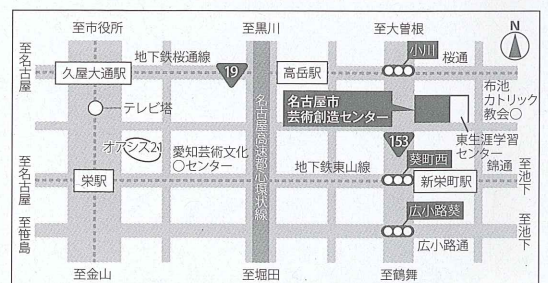 至市役所
至黒川
至大曽根
N
小川
地下鉄桜通線
桜通
至名古屋
久屋大通駅
19
高岳駅
布池
カトリック
教会
テレビ塔
名古屋市
芸術創造センター
東生涯学習
センター
オアシス21
愛知芸術文化
センター
名古屋高速都心環状線
153
葵町西
地下鉄東山線
錦通
至名古屋
栄駅
新栄町駅
至池下
広小路葵
至笹島
広小路通
至池下
至金山
至堀田
至鶴舞